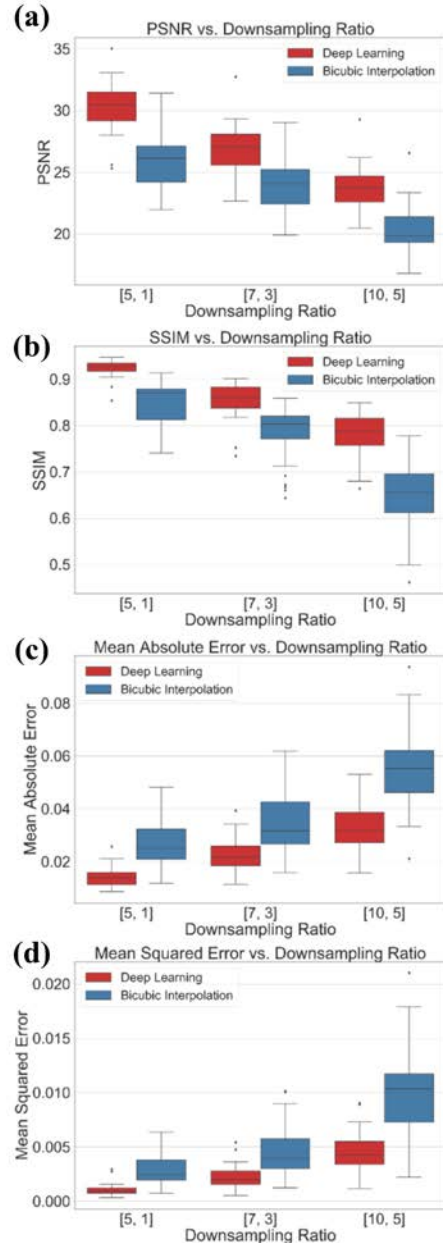 (a)
PSNR vs. Downsampling Ratio
35
30
25
20
PSNR
Deep Learning
Bicubic Interpolation
[5, 1]
[7, 3]
[10, 5]
Downsampling Ratio
(b)
SSIM vs. Downsampling Ratio
0.9
0.8
0.7
0.6
0.5
SSIM
Deep Learning
Bicubic Interpolation
[5, 1]
[7, 3]
[10, 5]
Downsampling Ratio
(c)
Mean Absolute Error vs. Downsampling Ratio
Deep Learning
Bicubic Interpolation
0.08
0.06
0.04
0.02
Mean Absolute Error
[5, 1]
[7, 3]
[10, 5]
Downsampling Ratio
(d)
Mean Squared Error vs. Downsampling Ratio
Deep Learning
Bicubic Interpolation
0.020
0.015
0.010
0.005
0.000
Mean Squared Error
[5, 1]
[7, 3]
[10, 5]
Downsampling Ratio